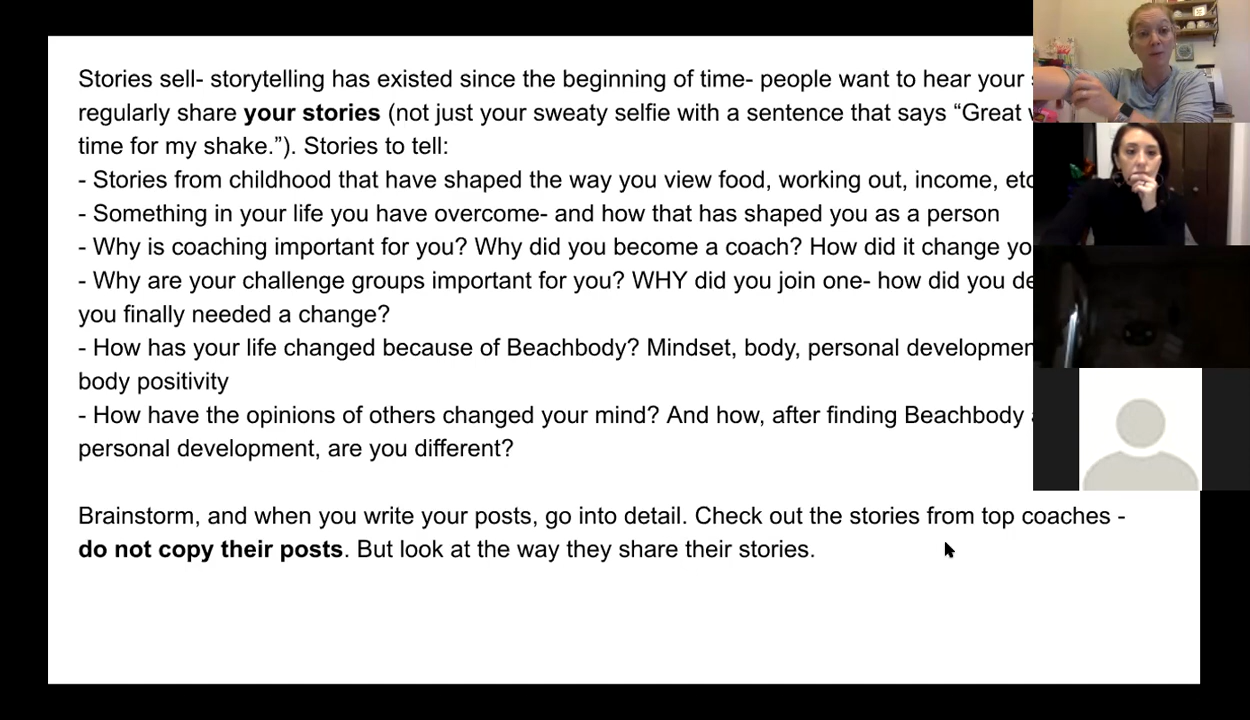 Stories sell- storytelling has existed since the beginning of time- people want to hear your
regularly share your stories (not just your sweaty selfie with a sentence that says “Great
time for my shake.”). Stories to tell:
- Stories from childhood that have shaped the way you view food, working out, income, etc
- Something in your life you have overcome- and how that has shaped you as a person
- Why is coaching important for you? Why did you become a coach? How did it change
- Why are your challenge groups important for you? WHY did you join one- how did you
you finally needed a change?
- How has your life changed because of Beachbody? Mindset, body, personal
body positivity
- How have the opinions of others changed your mind? And how, after finding Beachbody
personal development, are you different?
Brainstorm, and when you write your posts, go into detail. Check out the stories from top coaches -
do not copy their posts. But look at the way they share their stories.